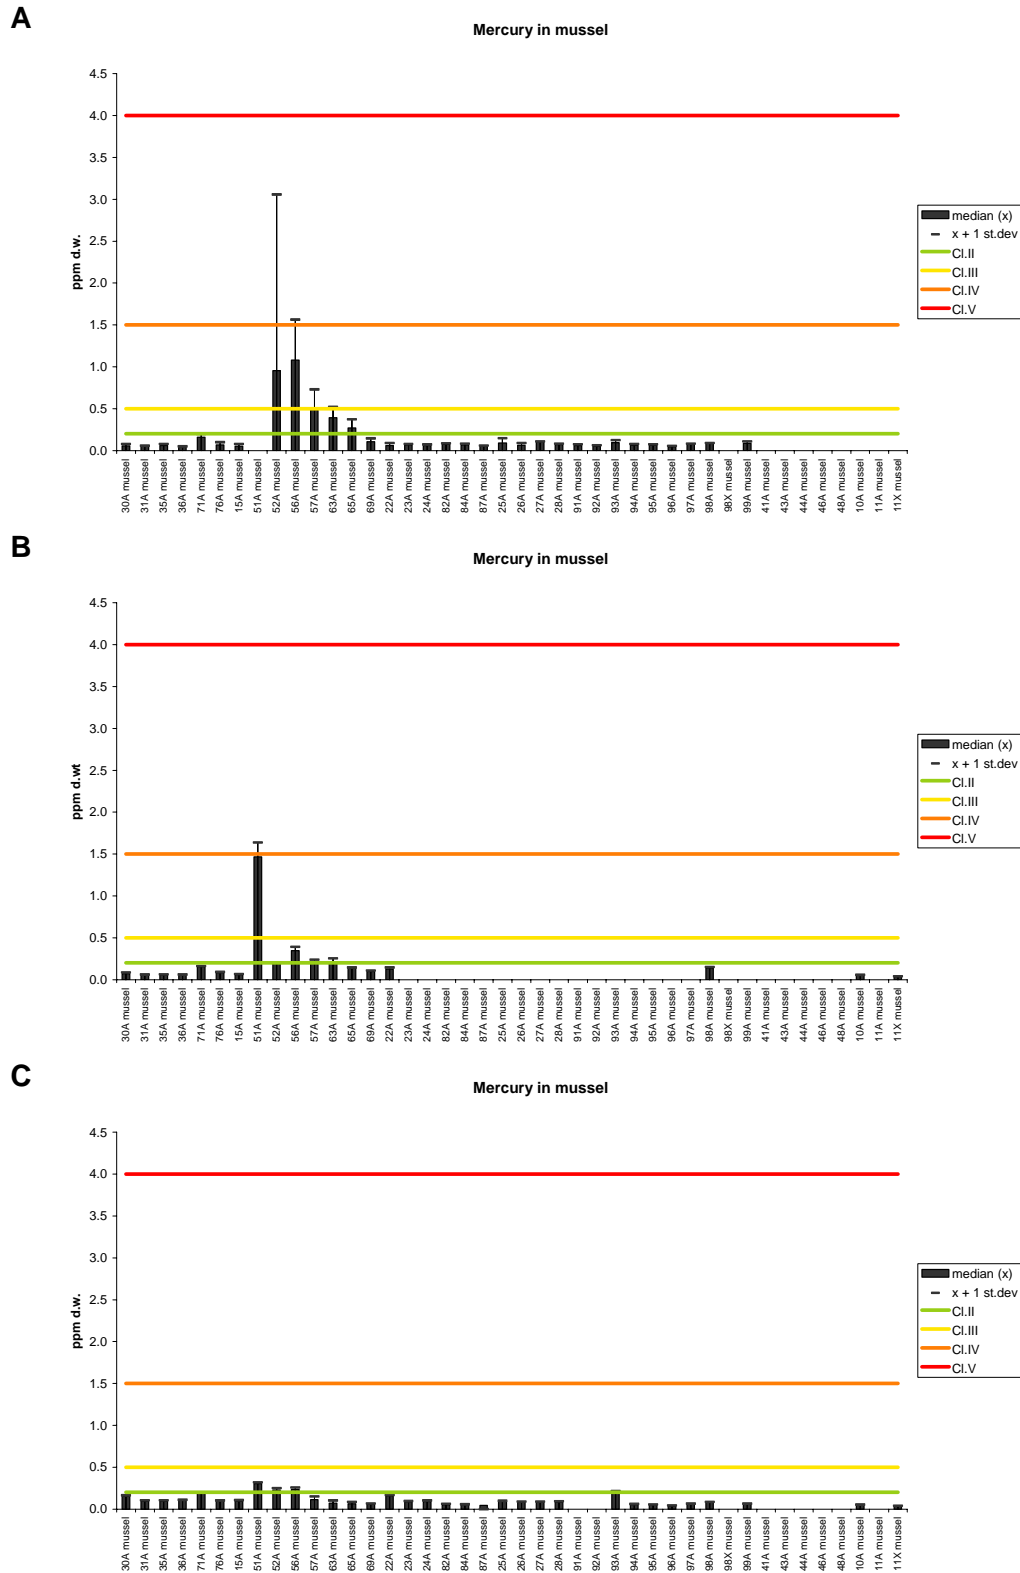 A
Mercury in mussel
4.5
4.0
3.5
3.0
2.5
2.0
1.5
1.0
0.5
0.0
ppm d.w.
30A mussel
31A mussel
35A mussel
36A mussel
71A mussel
76A mussel
15A mussel
51A mussel
52A mussel
56A mussel
57A mussel
63A mussel
65A mussel
69A mussel
22A mussel
23A mussel
24A mussel
82A mussel
84A mussel
87A mussel
25A mussel
26A mussel
27A mussel
28A mussel
91A mussel
92A mussel
93A mussel
94A mussel
95A mussel
96A mussel
97A mussel
98A mussel
98X mussel
99A mussel
41A mussel
43A mussel
44A mussel
46A mussel
48A mussel
10A mussel
11A mussel
11X mussel
median (x)
x + 1 st.dev
Cl.II
Cl.III
Cl.IV
Cl.V
B
Mercury in mussel
4.5
4.0
3.5
3.0
2.5
2.0
1.5
1.0
0.5
0.0
ppm d.wt
30A mussel
31A mussel
35A mussel
36A mussel
71A mussel
76A mussel
15A mussel
51A mussel
52A mussel
56A mussel
57A mussel
63A mussel
65A mussel
69A mussel
22A mussel
23A mussel
24A mussel
82A mussel
84A mussel
87A mussel
25A mussel
26A mussel
27A mussel
28A mussel
91A mussel
92A mussel
93A mussel
94A mussel
95A mussel
96A mussel
97A mussel
98A mussel
98X mussel
99A mussel
41A mussel
43A mussel
44A mussel
46A mussel
48A mussel
10A mussel
11A mussel
11X mussel
median (x)
x + 1 st.dev
Cl.II
Cl.III
Cl.IV
Cl.V
C
Mercury in mussel
4.5
4.0
3.5
3.0
2.5
2.0
1.5
1.0
0.5
0.0
ppm d.w.
30A mussel
31A mussel
35A mussel
36A mussel
71A mussel
76A mussel
15A mussel
51A mussel
52A mussel
56A mussel
57A mussel
63A mussel
65A mussel
69A mussel
22A mussel
23A mussel
24A mussel
82A mussel
84A mussel
87A mussel
25A mussel
26A mussel
27A mussel
28A mussel
91A mussel
92A mussel
93A mussel
94A mussel
95A mussel
96A mussel
97A mussel
98A mussel
98X mussel
99A mussel
41A mussel
43A mussel
44A mussel
46A mussel
48A mussel
10A mussel
11A mussel
11X mussel
median (x)
x + 1 st.dev
Cl.II
Cl.III
Cl.IV
Cl.V